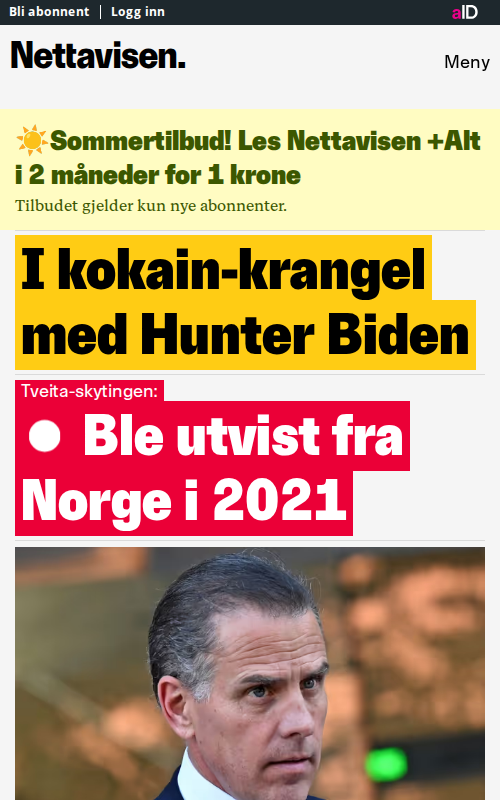 Bli abonnent | Logg inn
aID
Nettavisen.
Meny
☀️Sommertilbud! Les Nettavisen +Alt
i 2 måneder for 1 krone
Tilbudet gjelder kun nye abonnenter.
I kokain-krangel
med Hunter Biden
Tveita-skytingen:
Ble utvist fra
Norge i 2021